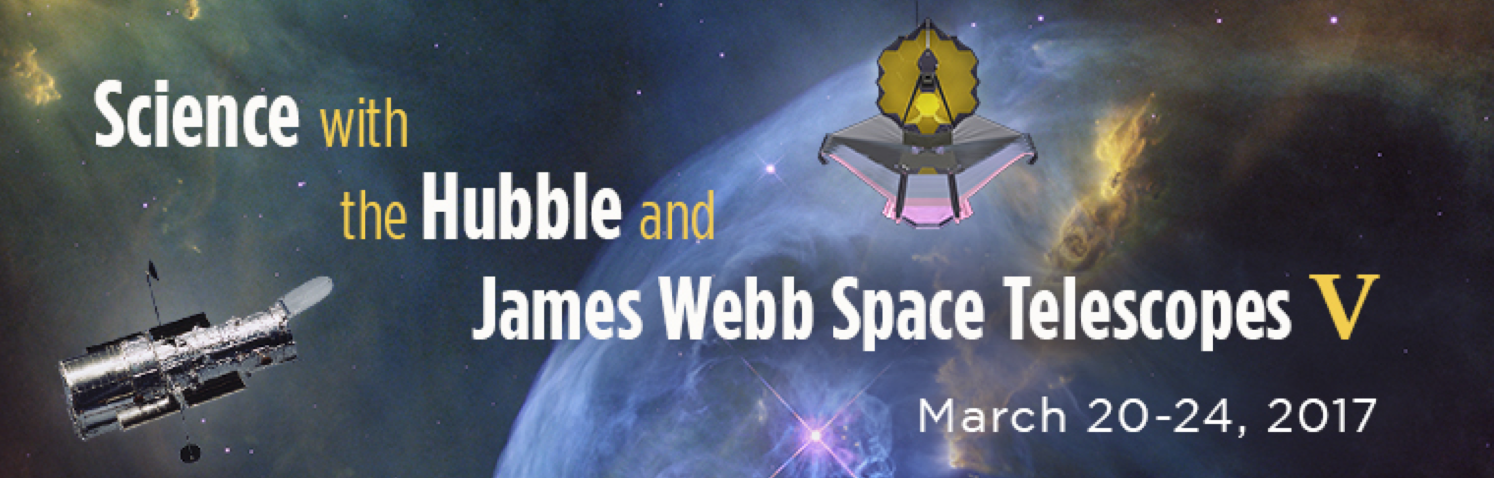 Science with
the Hubble and
James Webb Space Telescopes V
March 20-24, 2017